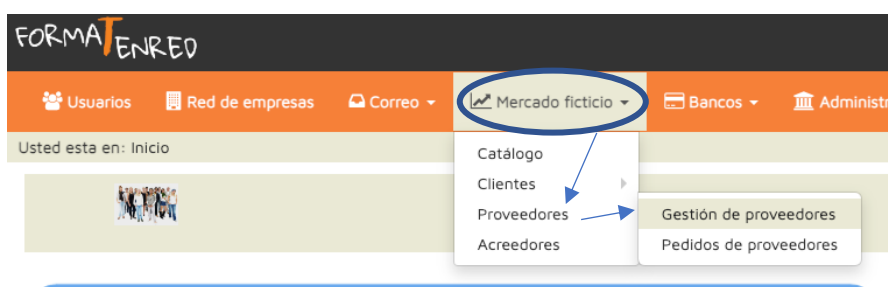 FORMATENRED
Usuarios Red de empresas Correo Mercado ficticio Bancos Administr
Usted esta en: Inicio
Catálogo
Clientes
Proveedores Gestión de proveedores
Acreedores Pedidos de proveedores